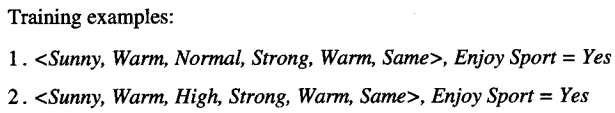 Training examples:
1. <Sunny, Warm, Normal, Strong, Warm, Same>, Enjoy Sport = Yes
2. <Sunny, Warm, High, Strong, Warm, Same>, Enjoy Sport = Yes